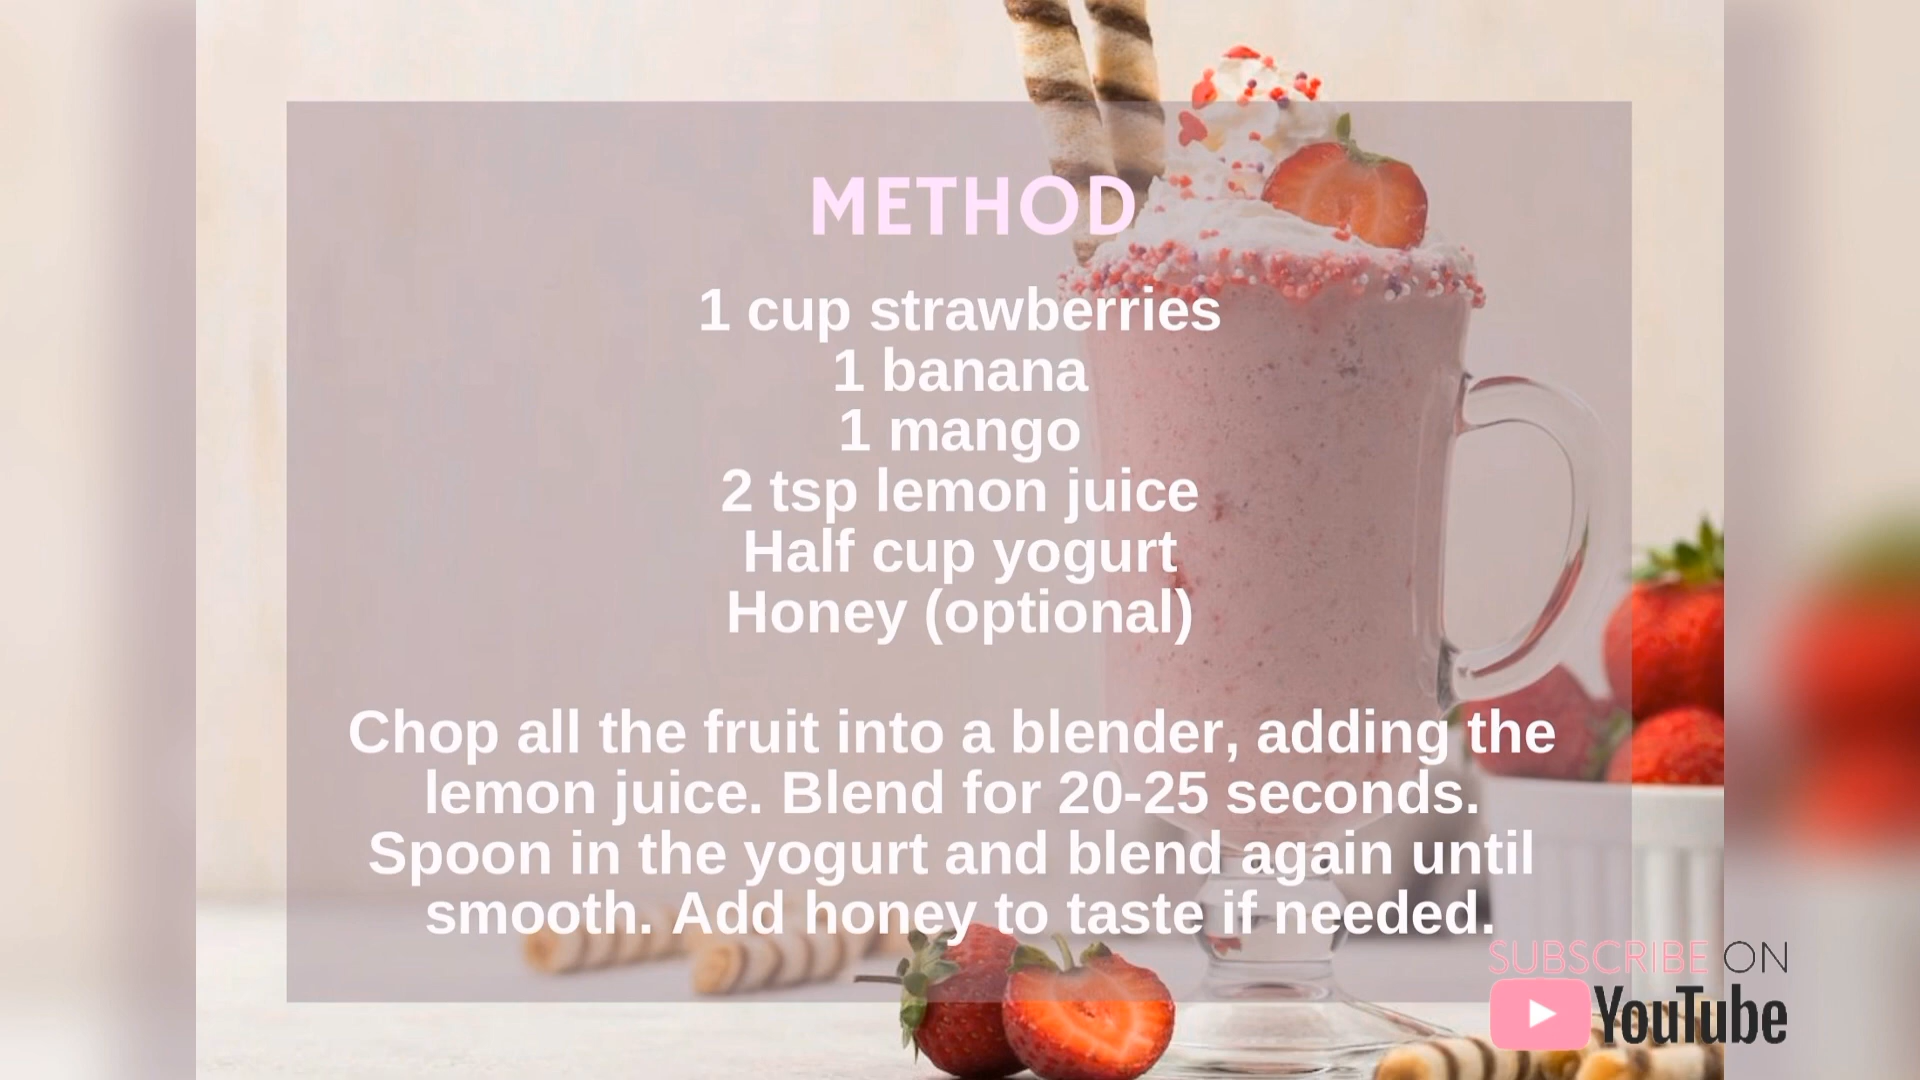 METHOD
1 cup strawberries
1 banana
1 mango
2 tsp lemon juice
Half cup yogurt
Honey (optional)
Chop all the fruit into a blender, adding the
lemon juice. Blend for 20-25 seconds.
Spoon in the yogurt and blend again until
smooth. Add honey to taste if needed.
SUBSCRIBE ON
YouTube